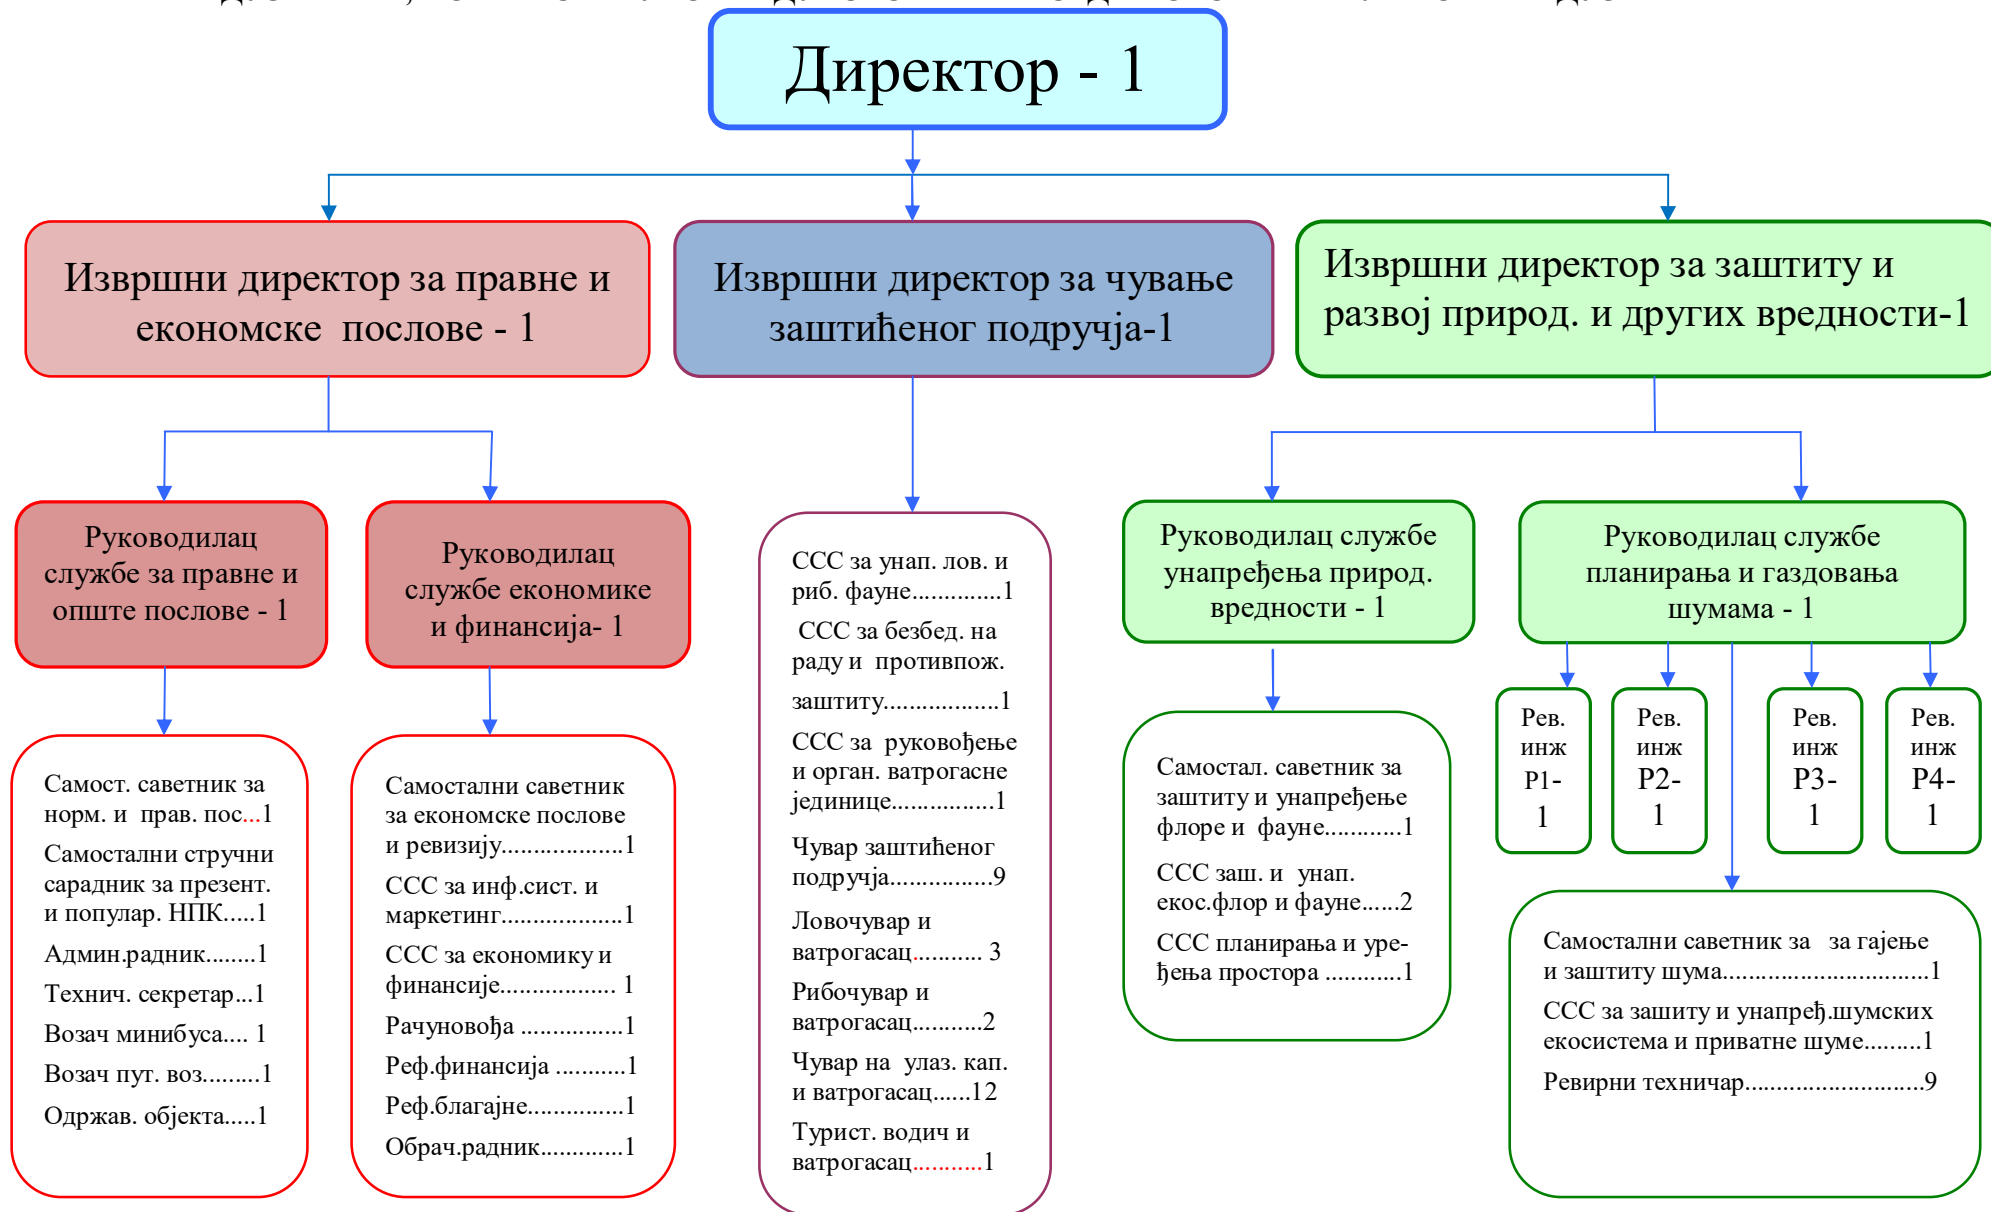 Директор - 1
Извршни директор за правне и
економске послове - 1
Извршни директор за чување
заштићеног подручја-1
Извршни директор за заштиту и
развој природ. и других вредности-1
Руководилац
службе за правне и
опште послове - 1
Руководилац
службе економике
и финансија- 1
Руководилац службе
унапређења природ.
вредности - 1
Руководилац службе
планирања и газдовања
шумама - 1
Самост. саветник за
норм. и прав. пос...1
Самостални стручни
сарадник за презент.
и популар. НПК.....1
Админ.радник........1
Технич. секретар...1
Возач минибуса.... 1
Возач пут. воз.........1
Одржав. објекта.....1
Самостални саветник
за економске послове
и ревизију...................1
ССС за инф.сист. и
маркетинг...................1
ССС за економику и
финансије.................. 1
Рачуновођа ................1
Реф.финансија ...........1
Реф.благајне...............1
Обрач.радник.............1
ССС за унап. лов. и
риб. фауне..............1
ССС за безбед. на
раду и противпож.
заштиту..................1
ССС за руковођење
и орган. ватрогасне
јединице................1
Чувар заштићеног
подручја................9
Ловочувар и
ватрогасац........... 3
Рибочувар и
ватрогасац...........2
Чувар на улаз. кап.
и ватрогасац......12
Турист. водич и
ватрогасац...........1
Самостал. саветник за
заштиту и унапређење
флоре и фауне............1
ССС заш. и унап.
екос.флор и фауне......2
ССС планирања и уре-
ђења простора ............1
Рев.
инж
Р1-
1
Рев.
инж
Р2-
1
Рев.
инж
Р3-
1
Рев.
инж
Р4-
1
Самостални саветник за за гајење
и заштиту шума................................1
ССС за зашиту и унапређ.шумских
екосистема и приватне шуме.........1
Ревирни техничар............................9